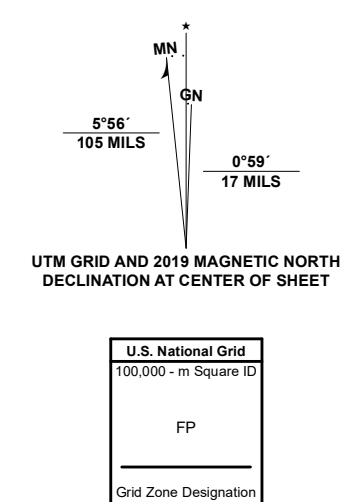 ★
MN
GN
5°56´
105 MILS
0°59´
17 MILS
UTM GRID AND 2019 MAGNETIC NORTH
DECLINATION AT CENTER OF SHEET
U.S. National Grid
100,000 - m Square ID
FP
Grid Zone Designation